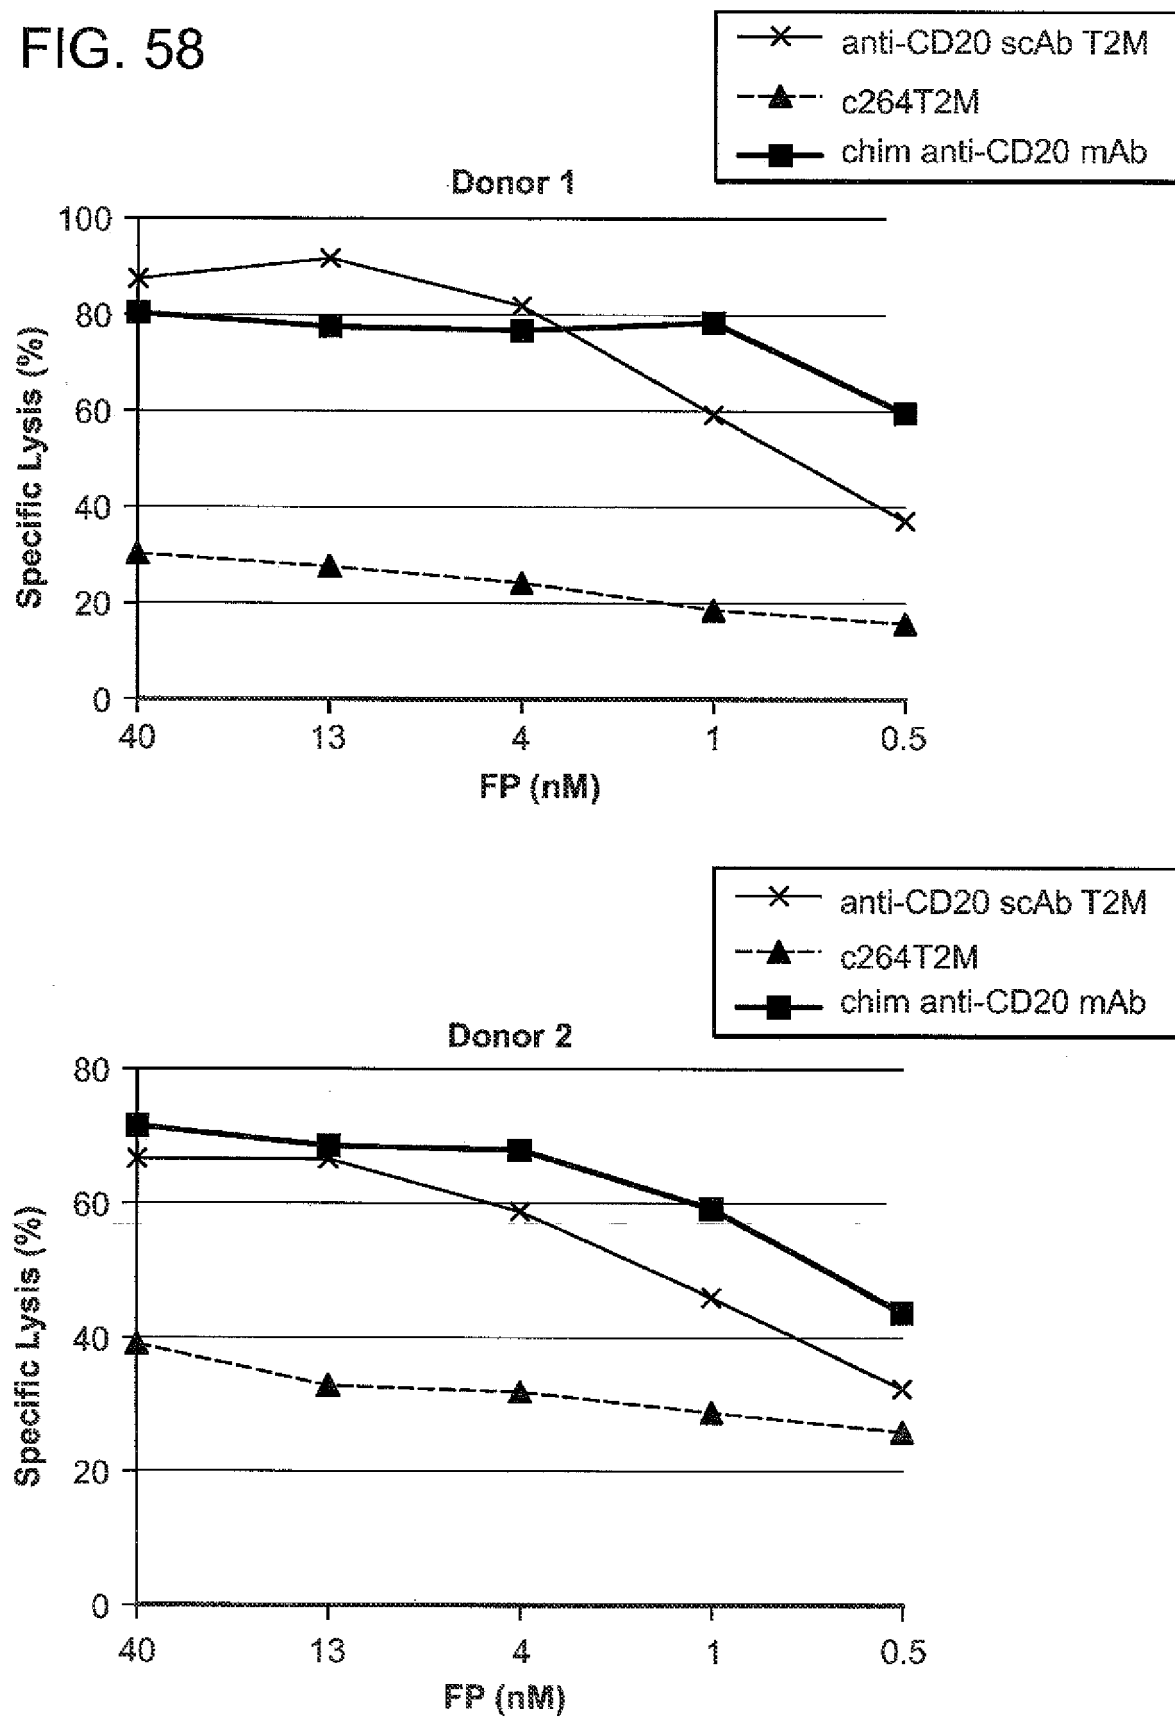 FIG. 58
anti-CD20 scAb T2M
c264T2M
chim anti-CD20 mAb
Donor 1
Specific Lysis (%)
100
80
60
40
20
0
40 13 4 1 0.5
FP (nM)
anti-CD20 scAb T2M
c264T2M
chim anti-CD20 mAb
Donor 2
Specific Lysis (%)
80
60
40
20
0
40 13 4 1 0.5
FP (nM)